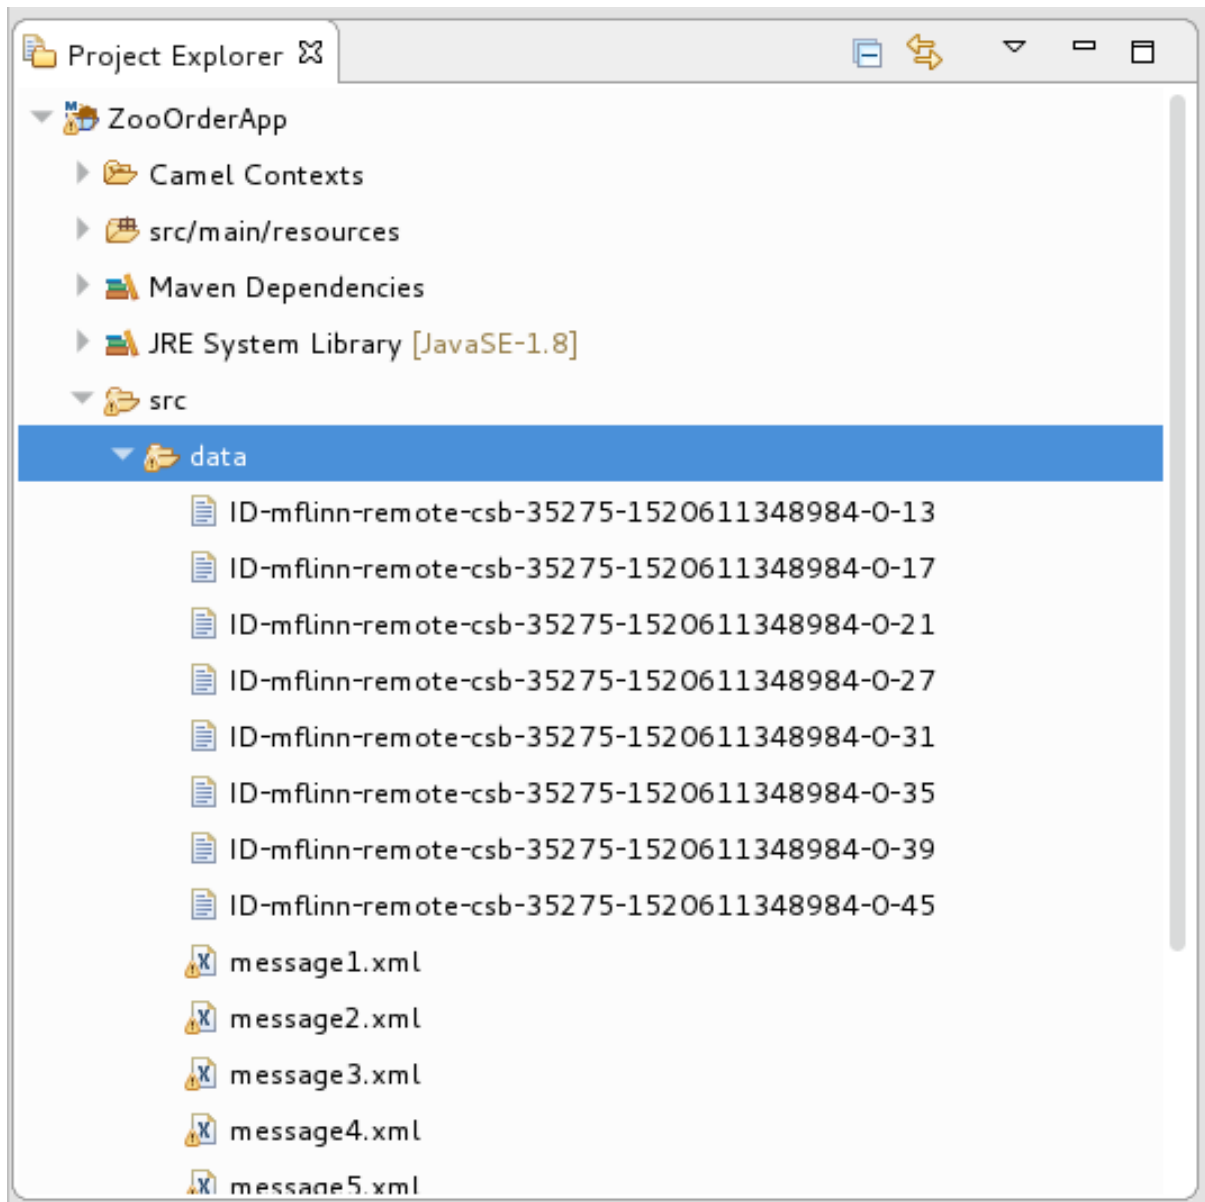 Project Explorer
ZooOrderApp
Camel Contexts
src/main/resources
Maven Dependencies
JRE System Library [JavaSE-1.8]
src
data
ID-mflinn-remote-csb-35275-1520611348984-0-13
ID-mflinn-remote-csb-35275-1520611348984-0-17
ID-mflinn-remote-csb-35275-1520611348984-0-21
ID-mflinn-remote-csb-35275-1520611348984-0-27
ID-mflinn-remote-csb-35275-1520611348984-0-31
ID-mflinn-remote-csb-35275-1520611348984-0-35
ID-mflinn-remote-csb-35275-1520611348984-0-39
ID-mflinn-remote-csb-35275-1520611348984-0-45
message1.xml
message2.xml
message3.xml
message4.xml
message5.xml